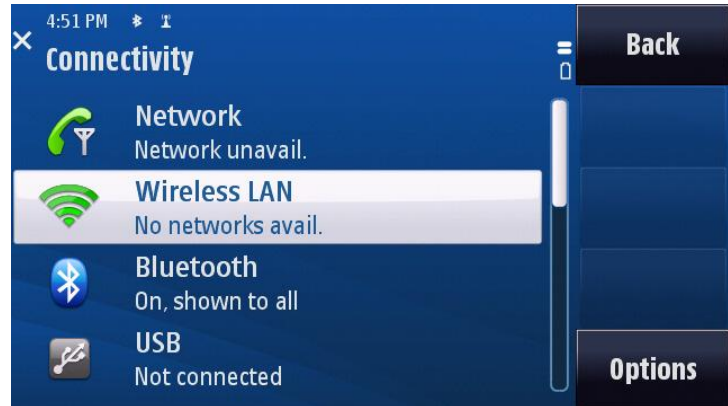 4:51 PM
Connectivity
Back
Network
Network unavail.
Wireless LAN
No networks avail.
Bluetooth
On, shown to all
USB
Not connected
Options